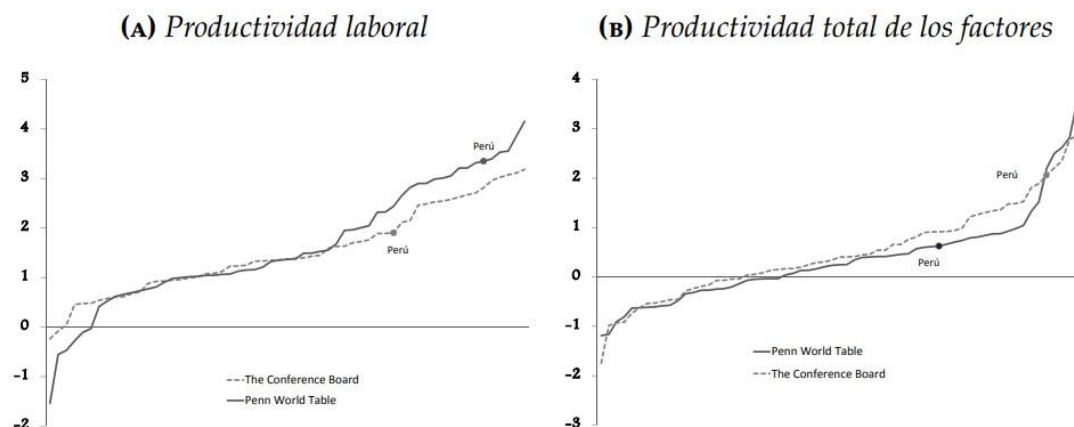 (A) Productividad laboral
5
4
3
2
1
0
-1
-2
Perú
Perú
The Conference Board
Penn World Table
(B) Productividad total de los factores
4
3
2
1
0
-1
-2
-3
Perú
Perú
Penn World Table
The Conference Board